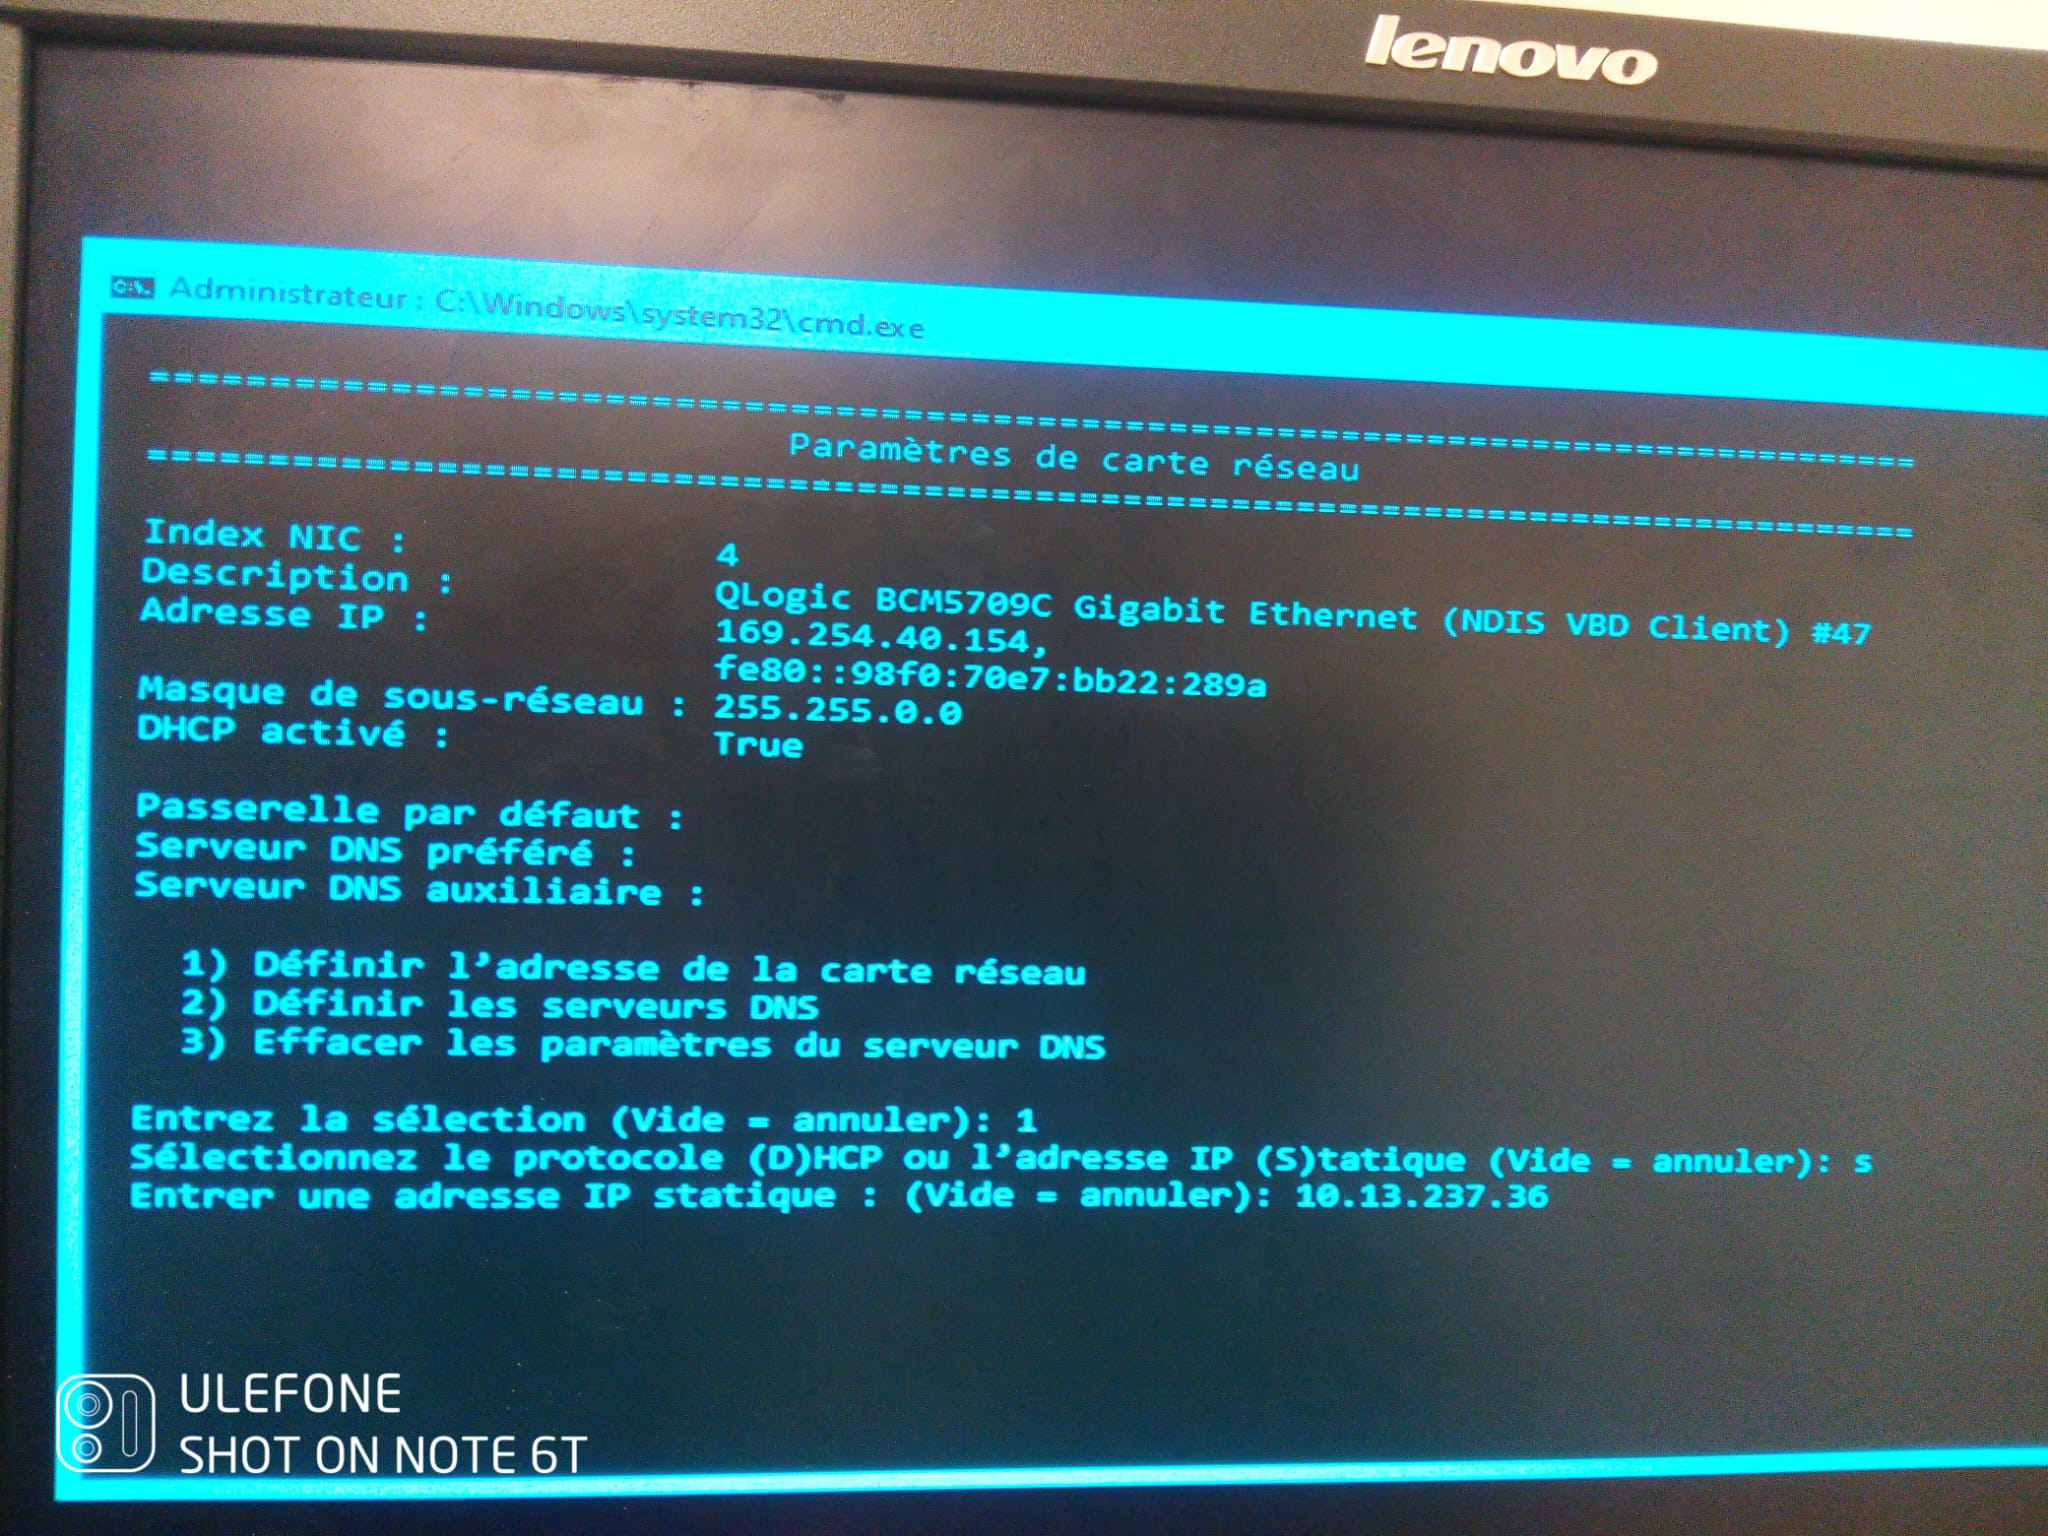 lenovo
Administrateur : C:\Windows\system32\cmd.exe
===============================================================================
Paramètres de carte réseau
===============================================================================
Index NIC : 4
Description : QLogic BCM5709C Gigabit Ethernet (NDIS VBD Client) #47
Adresse IP : 169.254.40.154,
fe80::98f0:70e7:bb22:289a
Masque de sous-réseau : 255.255.0.0
DHCP activé : True
Passerelle par défaut :
Serveur DNS préféré :
Serveur DNS auxiliaire :
1) Définir l'adresse de la carte réseau
2) Définir les serveurs DNS
3) Effacer les paramètres du serveur DNS
Entrez la sélection (Vide = annuler): 1
Sélectionnez le protocole (D)HCP ou l'adresse IP (S)tatique (Vide = annuler): s
Entrer une adresse IP statique : (Vide = annuler): 10.13.237.36
ULEFONE
SHOT ON NOTE 6T